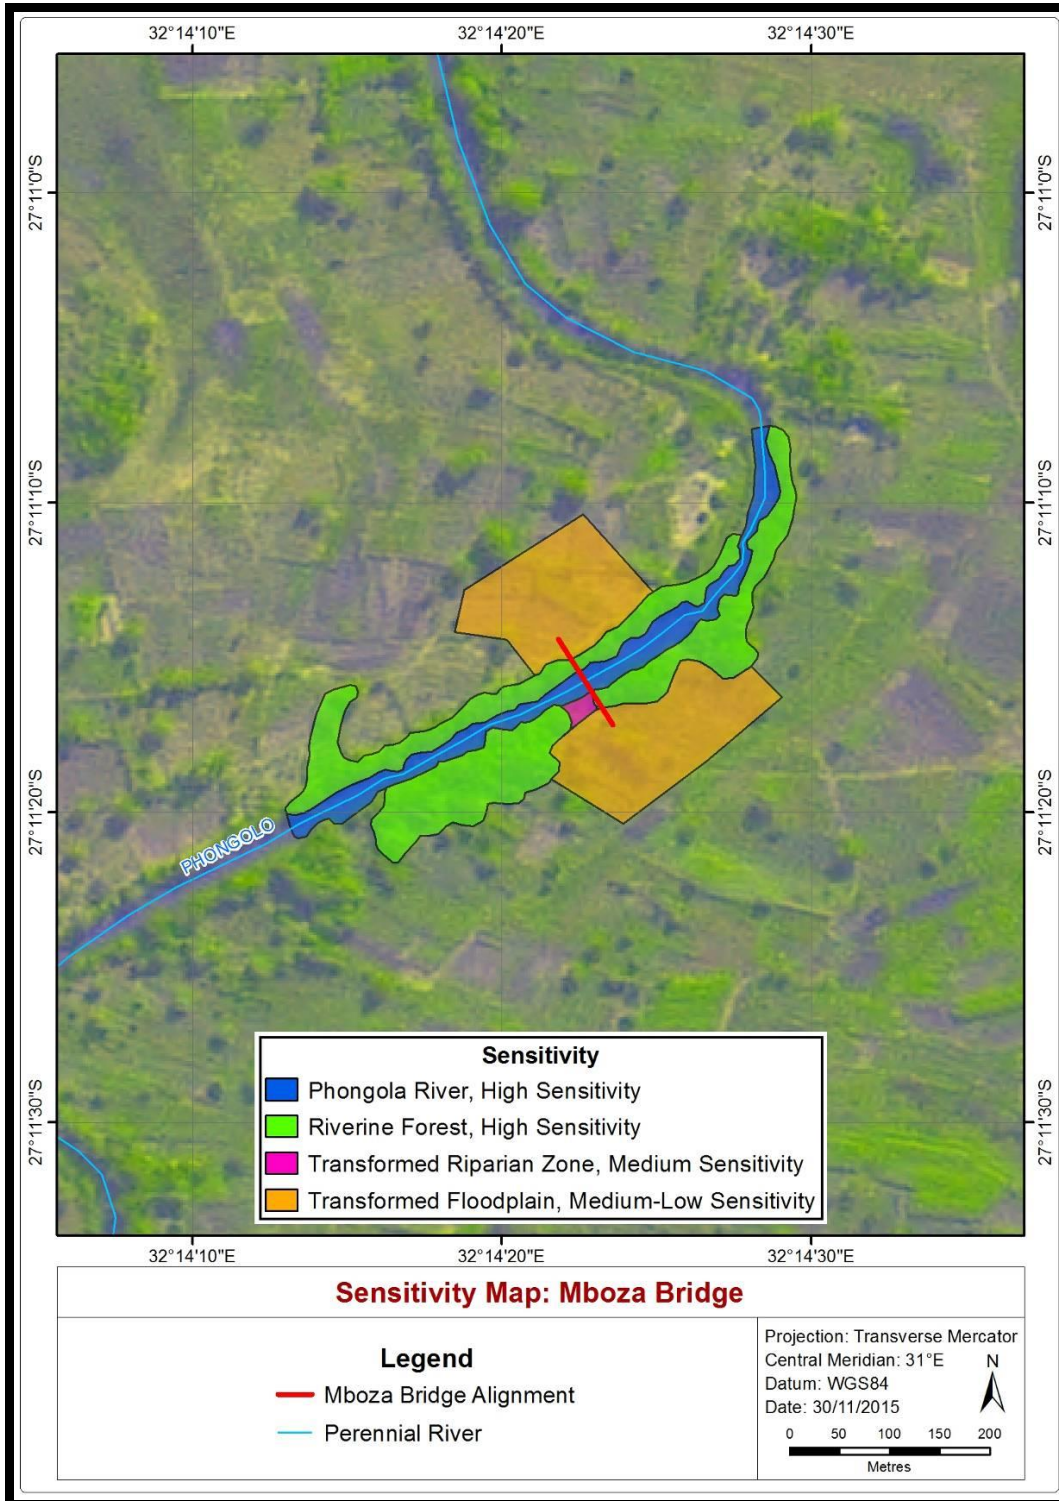 32°14'10"E 32°14'20"E 32°14'30"E
27°11'0"S 27°11'0"S
27°11'10"S 27°11'10"S
27°11'20"S 27°11'20"S
PHONGOLO
27°11'30"S 27°11'30"S
Sensitivity
Phongola River, High Sensitivity
Riverine Forest, High Sensitivity
Transformed Riparian Zone, Medium Sensitivity
Transformed Floodplain, Medium-Low Sensitivity
32°14'10"E 32°14'20"E 32°14'30"E
Sensitivity Map: Mboza Bridge
Legend
Mboza Bridge Alignment
Perennial River
Projection: Transverse Mercator
Central Meridian: 31°E
Datum: WGS84
Date: 30/11/2015
N
0 50 100 150 200
Metres